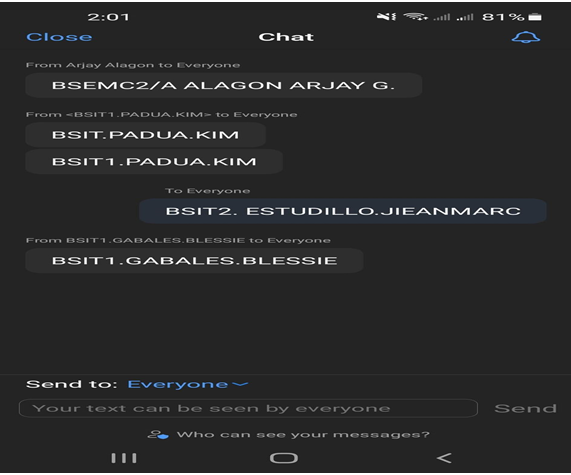 2:01 81%
Close Chat
From Arjay Alagon to Everyone
BSEMC2/A ALAGON ARJAY G.
From <BSIT1.PADUA.KIM> to Everyone
BSIT.PADUA.KIM
BSIT1.PADUA.KIM
To Everyone
BSIT2. ESTUDILLO.JIEANMARC
From BSIT1.GABALES.BLESSIE to Everyone
BSIT1.GABALES.BLESSIE
Send to: Everyone
Your text can be seen by everyone Send
Who can see your messages?